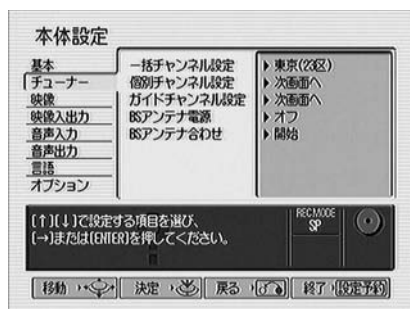 本体設定
基本
チューナー
映像
映像入出力
音声入力
音声出力
言語
オプション
一括チャンネル設定 ▶東京(23区)
個別チャンネル設定 ▶次画面へ
ガイドチャンネル設定 ▶次画面へ
BSアンテナ電源 ▶オフ
BSアンテナ合わせ ▶開始
[↑][↓]で設定する項目を選び、
[→]または[ENTER]を押してください。
REC MODE
SP
移動 決定 戻る 終了 設定予約